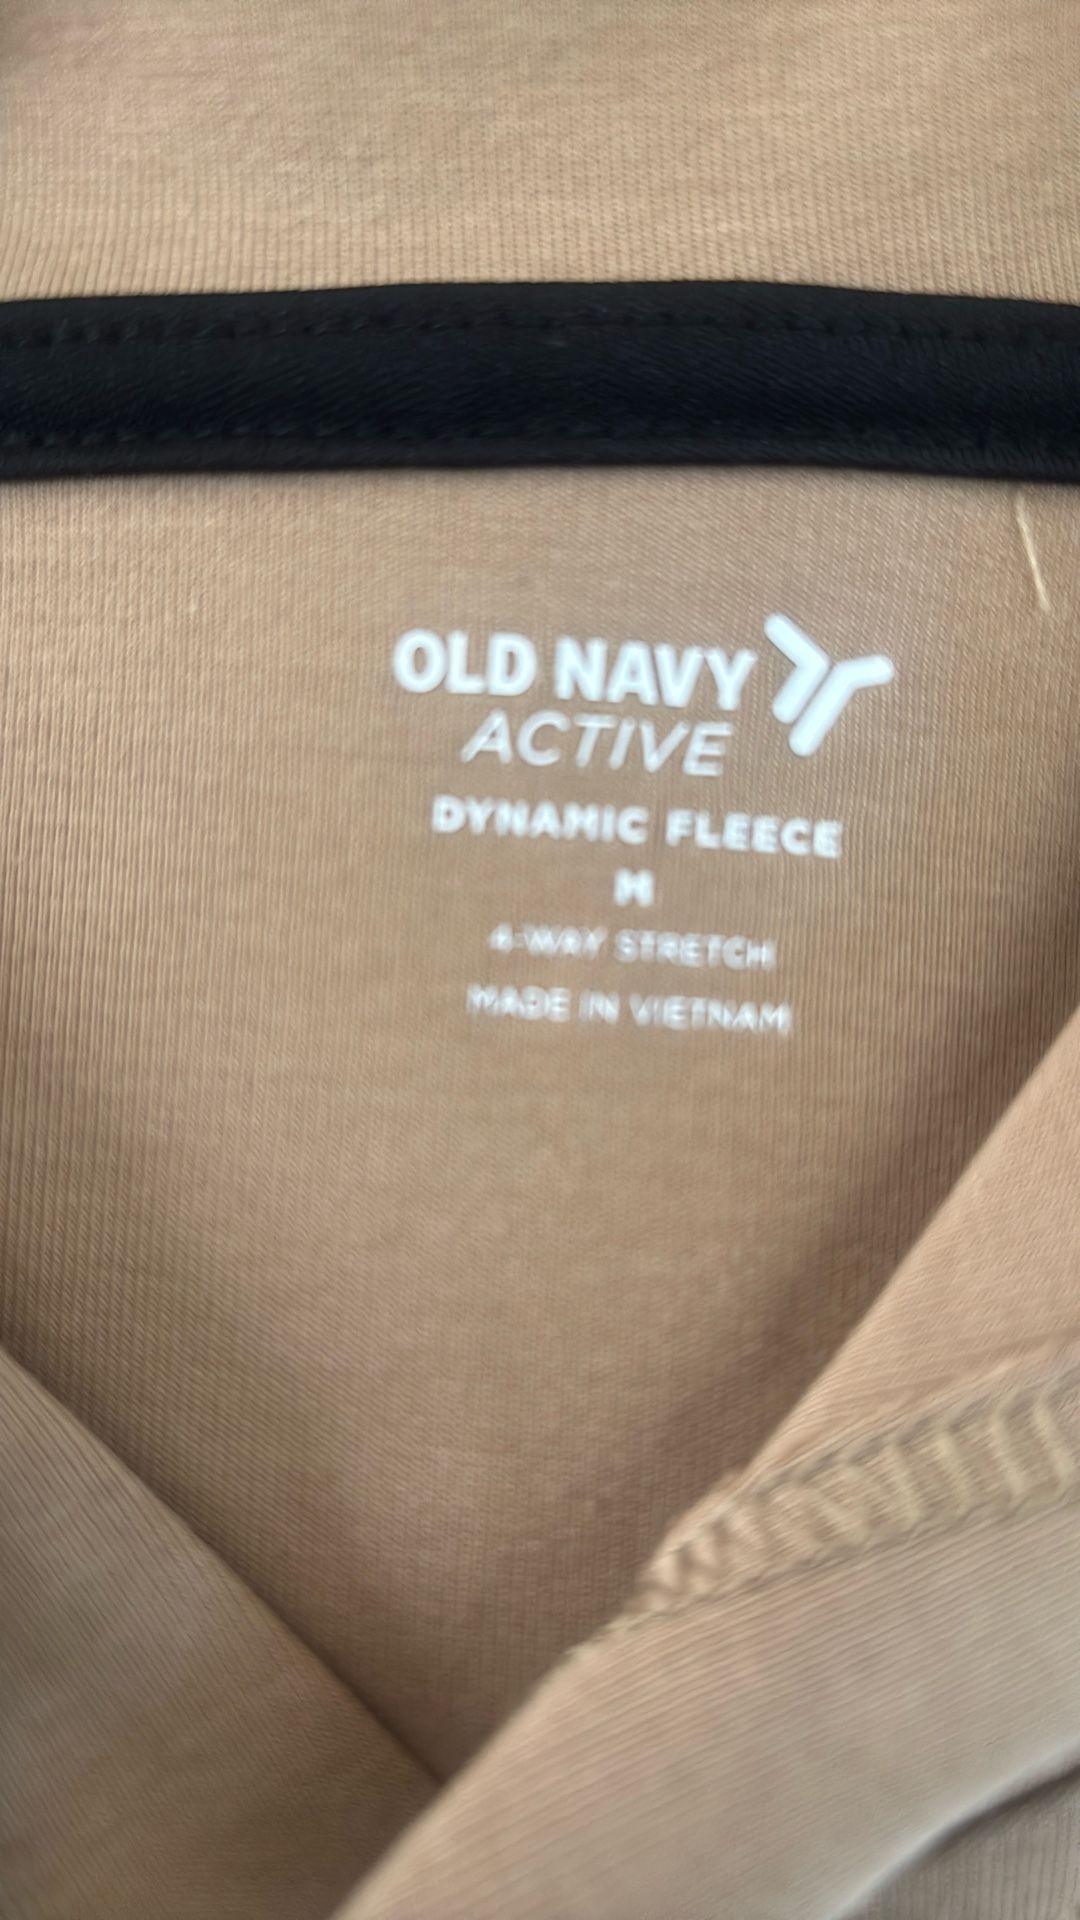 OLD NAVY
ACTIVE
DYNAMIC FLEECE
M
4-WAY STRETCH
MADE IN VIETNAM